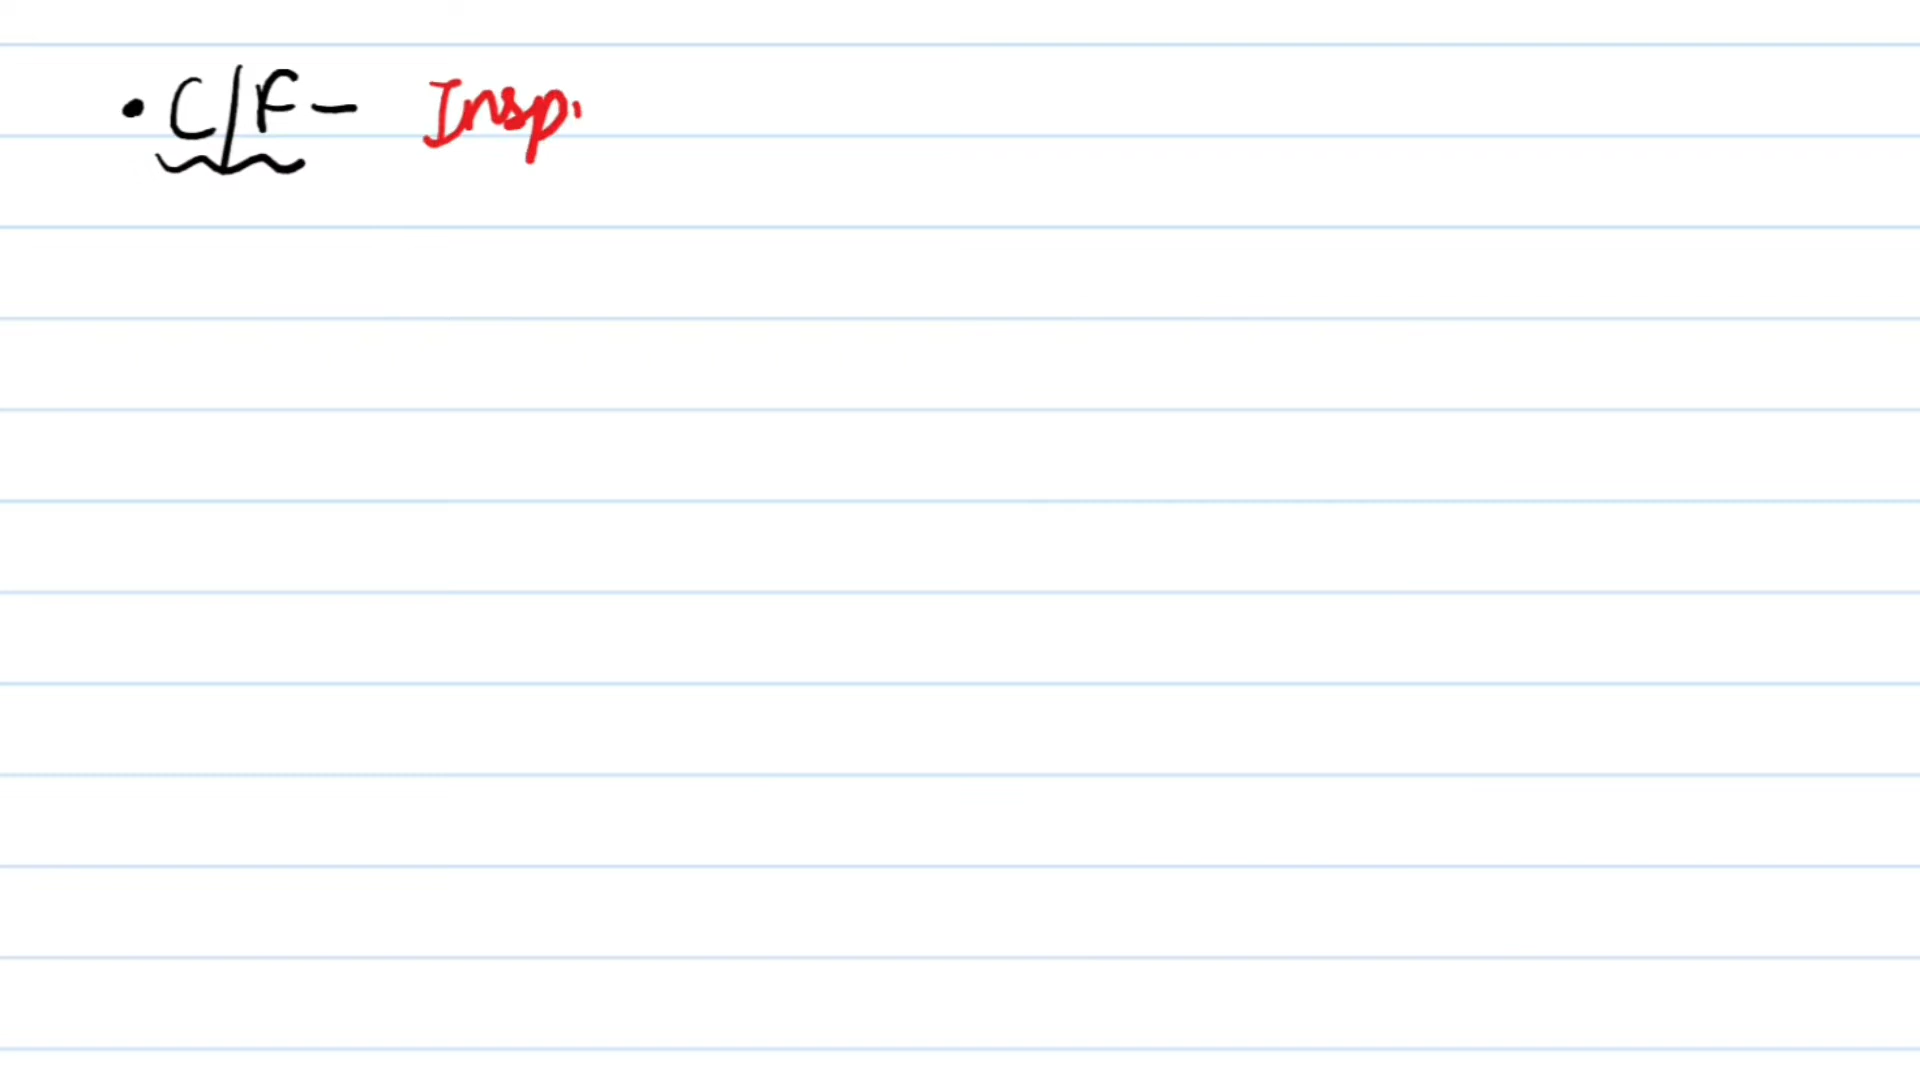 • C/F - Insp.